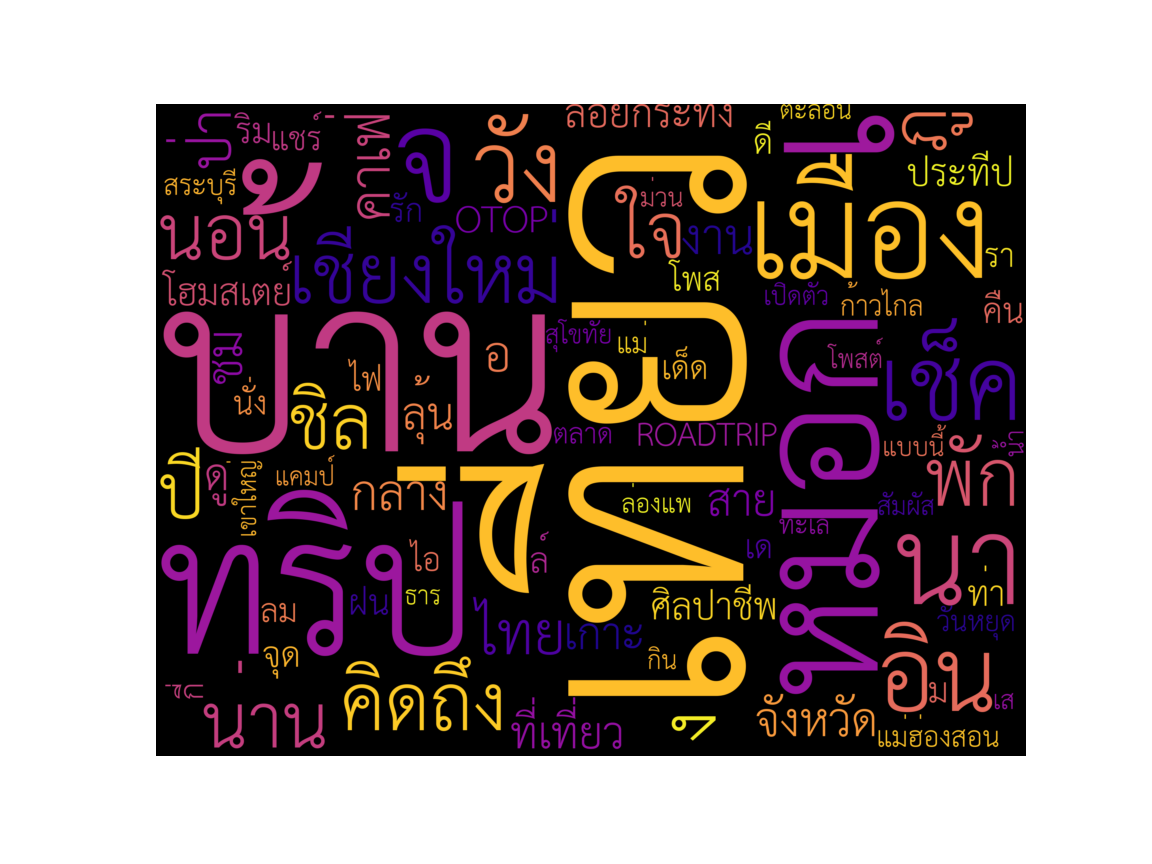 ลอยกระทง
ตะลอน
ริม
แชร์
คาเฟ่
จ
วัง
ดี
ประทีป
สระบุรี
นอน
รัก
OTOP
ใจ
ม่วน
งาน
เมือง
รา
เชียงใหม่
โฮมสเตย์
โพส
เปิดตัว
ก้าวไกล
คืน
บ้าน
ชม
สุโขทัย
แม่
เที่ยว
โพสต์
เช็ค
นั่ง
ไฟ
อ
เด็ด
ชิล
ลุ้น
ตลาด
ROADTRIP
หมอก
แบบนี้
น้ำ
ปี
ดู
เขาใหญ่
แคมป์
กลาง
ล่องแพ
สาย
พัก
สัมผัส
ทะเล
ทริป
ไอ
ล์
เด
นา
ลม
ฝน
ธาร
ไทย
เกาะ
ศิลปาชีพ
ท่า
วันหยุด
จุด
กิน
อิน
ม
เส
น่าน
คิดถึง
ที่เที่ยว
จังหวัด
แม่ฮ่องสอน